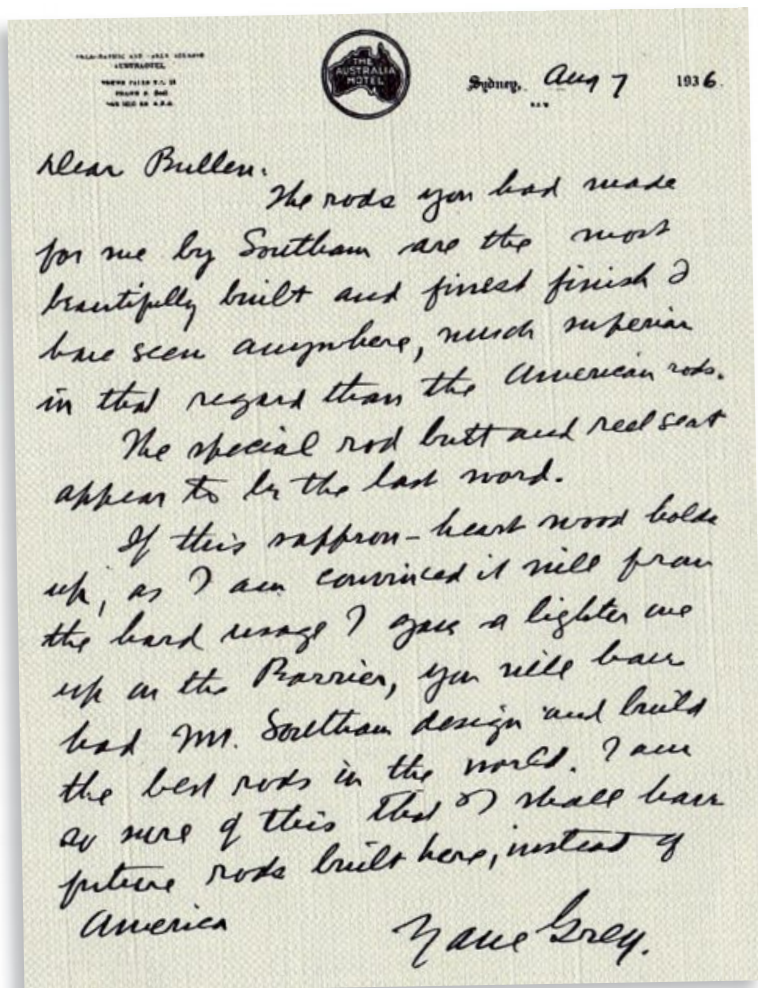 THE
AUSTRALIA
HOTEL
AUSTRAOTEL
Sydney, Aug 7 1936.
N.S.W.
Dear Bullen.
The rods you had made
for me by Southam are the most
beautifully built and finest finish I
have seen anywhere, much superior
in that regard than the American rods.
The special rod butt and reel seat
appear to be the last word.
If this saffron-heart wood holds
up, as I am convinced it will from
the hard usage I gave a lighter one
up on the Barrier, you will have
had Mr. Southam design and build
the best rods in the world. I am
so sure of this that I shall have
future rods built here, instead of
America
Zane Grey.